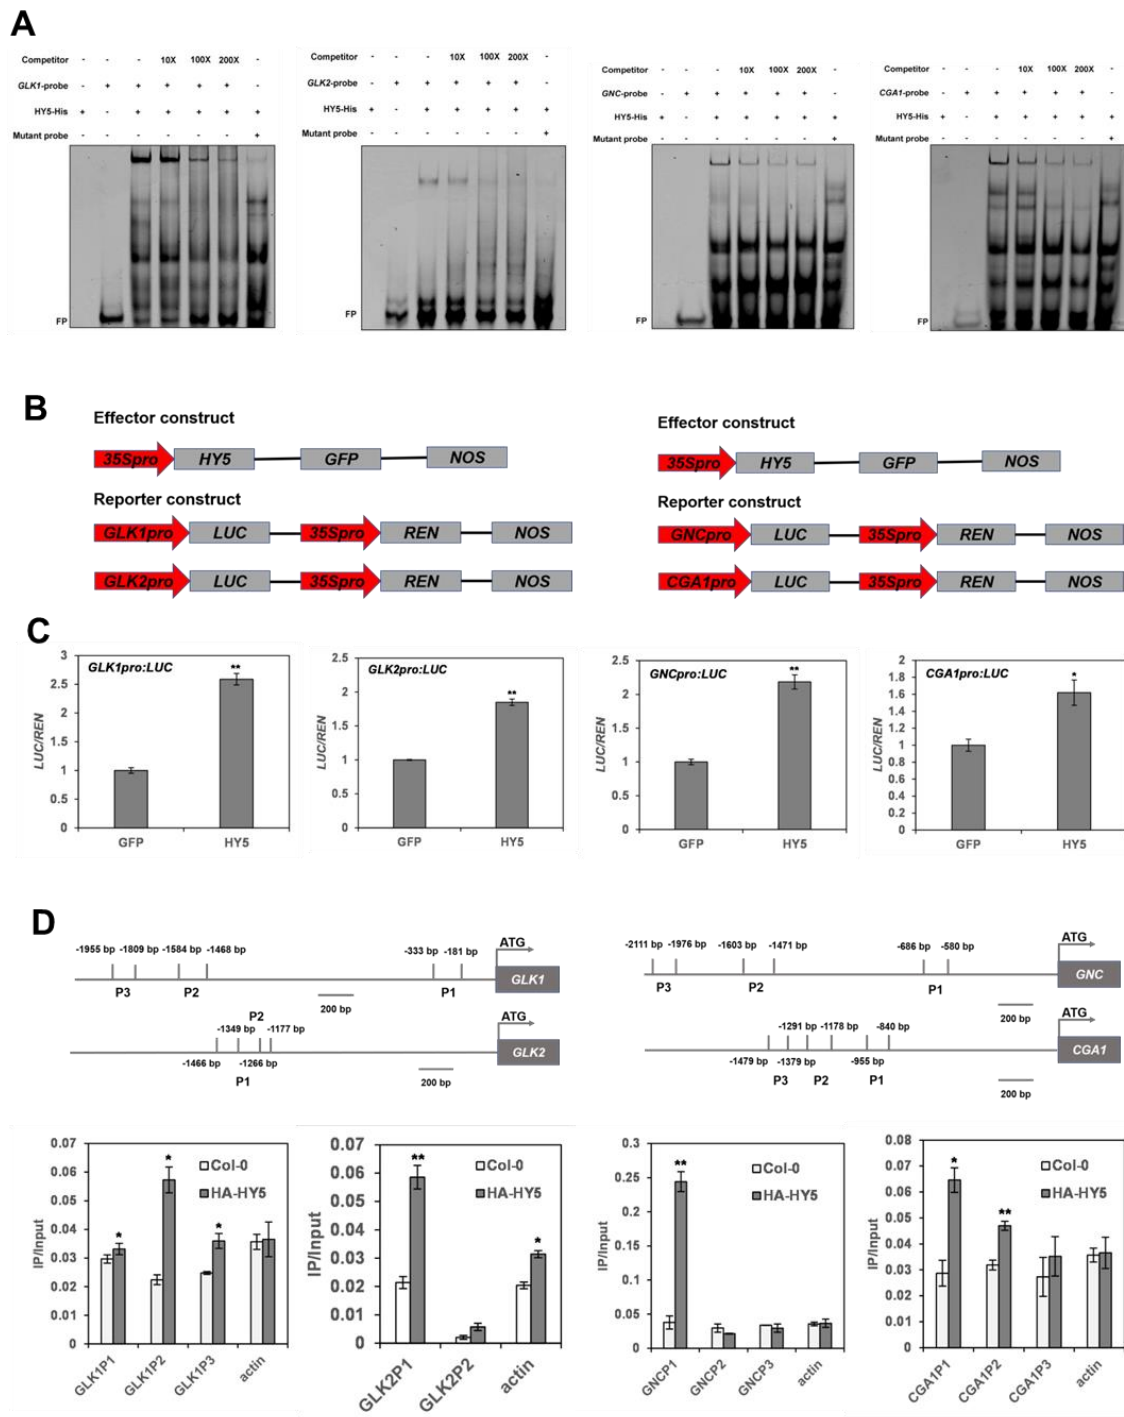 A
Competitor - - - 10X 100X 200X -
GLK1-probe - + + + + + -
HY5-His + - + + + + +
Mutant probe - - - - - - +
FP
Competitor - - - 10X 100X 200X -
GLK2-probe - + + + + + -
HY5-His + - + + + + +
Mutant probe - - - - - - +
FP
Competitor - - - 10X 100X 200X -
GNC-probe - + + + + + -
HY5-His + - + + + + +
Mutant probe - - - - - - +
FP
Competitor - - - 10X 100X 200X -
CGA1-probe - + + + + + -
HY5-His + - + + + + +
Mutant probe - - - - - - +
FP
B
Effector construct
35Spro HY5 GFP NOS
Reporter construct
GLK1pro LUC 35Spro REN NOS
GLK2pro LUC 35Spro REN NOS
Effector construct
35Spro HY5 GFP NOS
Reporter construct
GNCpro LUC 35Spro REN NOS
CGA1pro LUC 35Spro REN NOS
C
GLK1pro:LUC
LUC/REN
3
2.5
2
1.5
1
0.5
0
**
GFP HY5
GLK2pro:LUC
LUC/REN
2.5
2
1.5
1
0.5
0
**
GFP HY5
GNCpro:LUC
LUC/REN
2.5
2
1.5
1
0.5
0
**
GFP HY5
CGA1pro:LUC
LUC/REN
2
1.8
1.6
1.4
1.2
1
0.8
0.6
0.4
0.2
0
*
GFP HY5
D
-1955 bp -1809 bp -1584 bp -1468 bp -333 bp -181 bp ATG
GLK1
P3 P2 P1
200 bp
P2
-1349 bp -1177 bp ATG
GLK2
-1466 bp -1266 bp
P1
200 bp
-2111 bp -1976 bp -1603 bp -1471 bp -686 bp -580 bp ATG
GNC
P3 P2 P1
200 bp
-1291 bp -1178 bp -840 bp ATG
CGA1
-1479 bp -1379 bp -955 bp
P3 P2 P1
200 bp
IP/Input
0.07
0.06
0.05
0.04
0.03
0.02
0.01
0
Col-0
HA-HY5
* * *
GLK1P1 GLK1P2 GLK1P3 actin
IP/Input
0.07
0.06
0.05
0.04
0.03
0.02
0.01
0
Col-0
HA-HY5
** *
GLK2P1 GLK2P2 actin
IP/Input
0.3
0.25
0.2
0.15
0.1
0.05
0
Col-0
HA-HY5
**
GNCP1 GNCP2 GNCP3 actin
IP/Input
0.08
0.07
0.06
0.05
0.04
0.03
0.02
0.01
0
Col-0
HA-HY5
* **
CGA1P1 CGA1P2 CGA1P3 actin